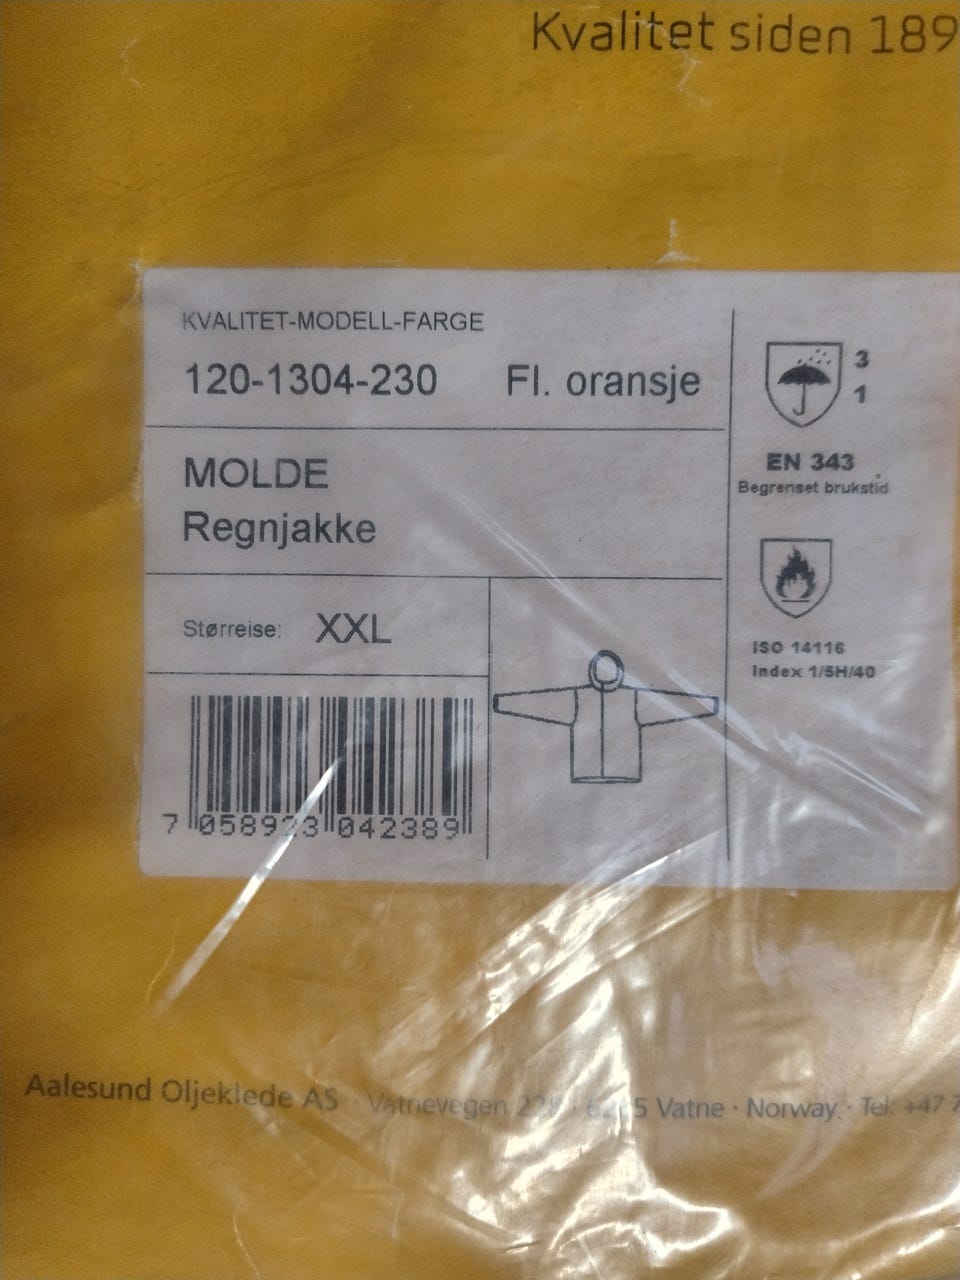 Kvalitet siden 189
KVALITET-MODELL-FARGE
120-1304-230 Fl. oransje
MOLDE
Regnjakke
Størreise: XXL
7 058923 042389
3
1
EN 343
Begrenset brukstid
ISO 14116
Index 1/5H/40
Aalesund Oljeklede AS · Vatnevegen · Vatne · Norway · Tel: +47 7